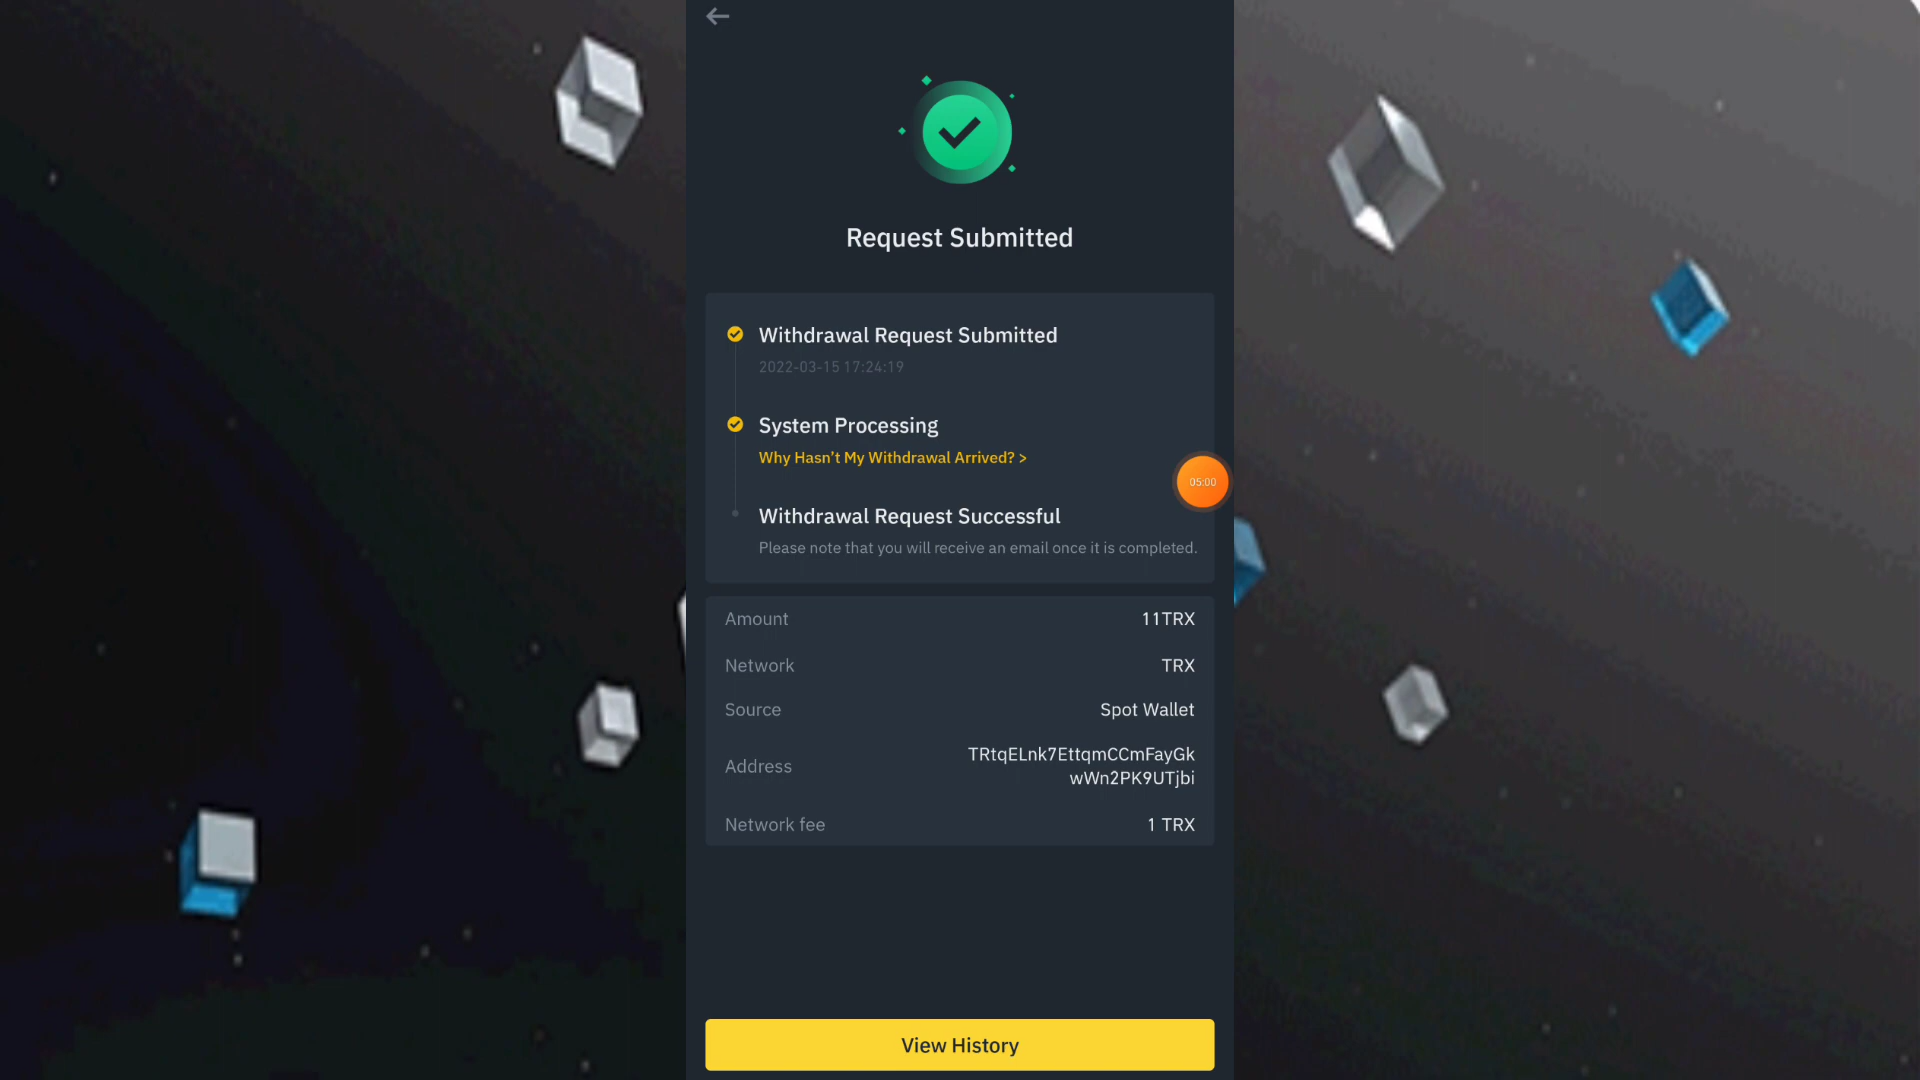 Request Submitted
Withdrawal Request Submitted
2022-03-15 17:24:19
System Processing
Why Hasn't My Withdrawal Arrived? >
05:00
Withdrawal Request Successful
Please note that you will receive an email once it is completed.
Amount 11TRX
Network TRX
Source Spot Wallet
Address TRtqELnk7EttqmCCmFayGk
wWn2PK9UTjbi
Network fee 1 TRX
View History